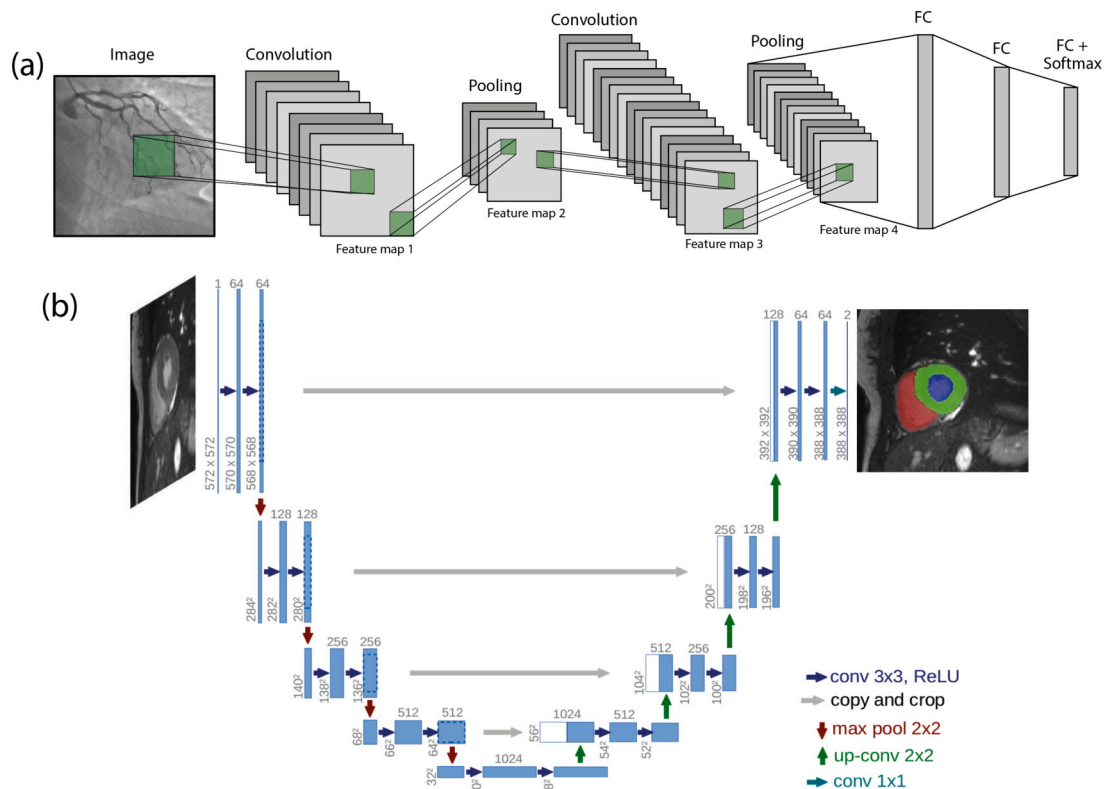 (a)
Image
Convolution
Pooling
Convolution
Pooling
FC
FC
FC +
Softmax
Feature map 1
Feature map 2
Feature map 3
Feature map 4
(b)
1
64
64
572 x 572
570 x 570
568 x 568
128
64
64
2
392 x 392
390 x 390
388 x 388
388 x 388
128
128
284²
282²
280²
256
128
200²
198²
196²
256
256
140²
138²
136²
512
256
104²
102²
100²
512
512
68²
66²
64²
1024
512
56²
54²
52²
1024
32²
0²
8²
conv 3x3, ReLU
copy and crop
max pool 2x2
up-conv 2x2
conv 1x1